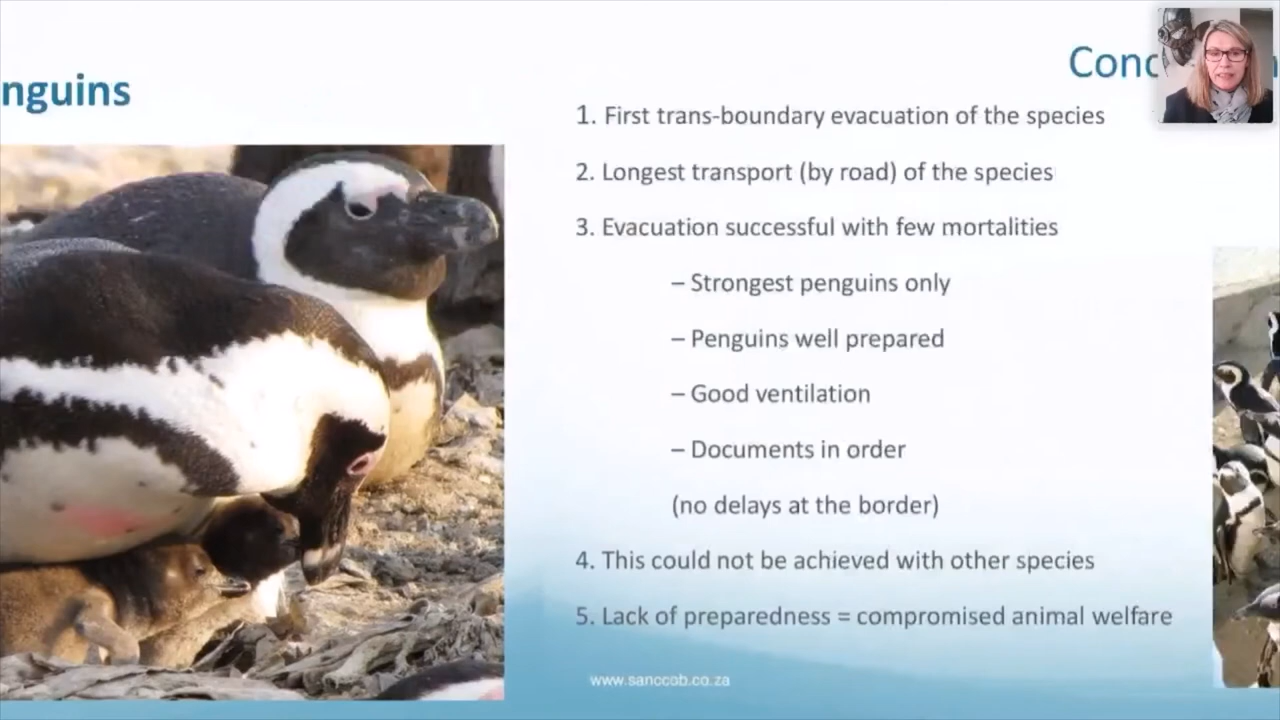 nguins
Conc
1. First trans-boundary evacuation of the species
2. Longest transport (by road) of the species
3. Evacuation successful with few mortalities
– Strongest penguins only
– Penguins well prepared
– Good ventilation
– Documents in order
(no delays at the border)
4. This could not be achieved with other species
5. Lack of preparedness = compromised animal welfare
www.sanccob.co.za